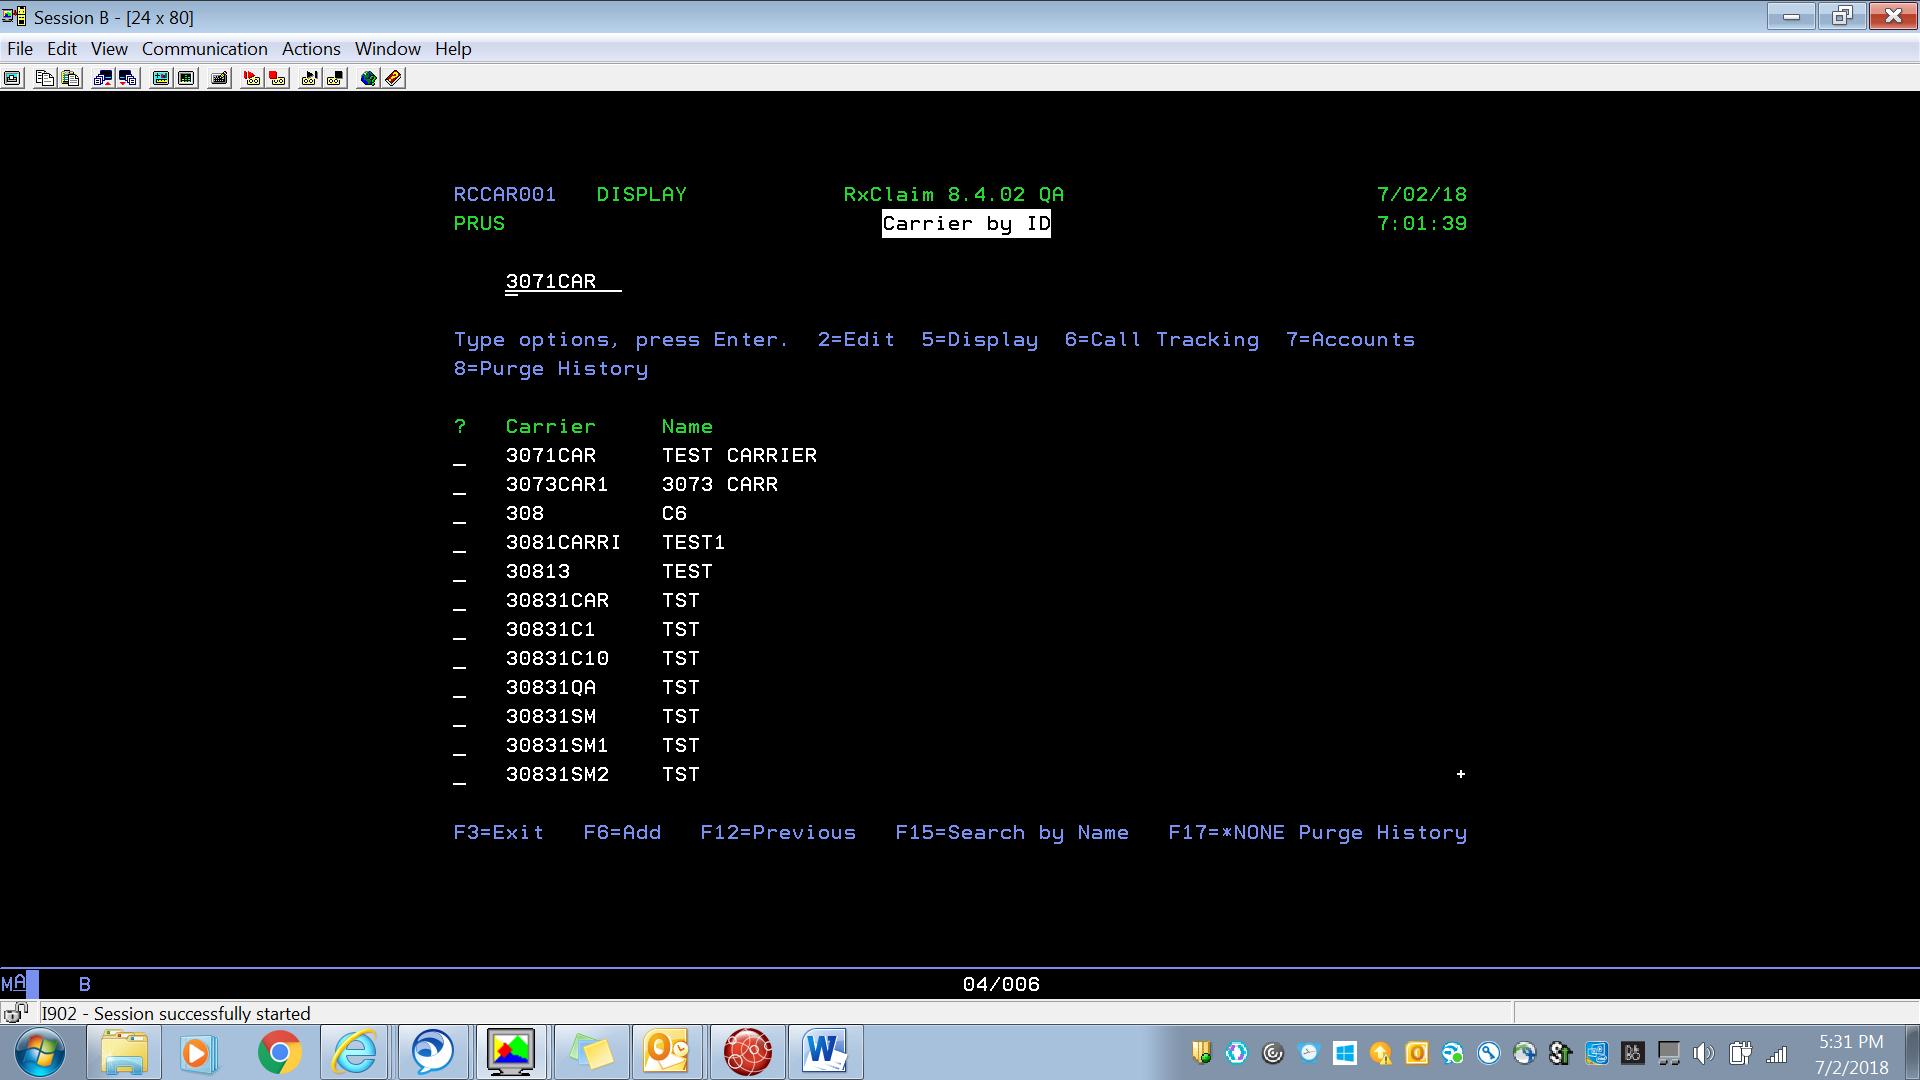 Session B - [24 x 80]
File Edit View Communication Actions Window Help
RCCAR001 DISPLAY RxClaim 8.4.02 QA 7/02/18
PRUS Carrier by ID 7:01:39
3071CAR
Type options, press Enter. 2=Edit 5=Display 6=Call Tracking 7=Accounts
8=Purge History
? Carrier Name
_ 3071CAR TEST CARRIER
_ 3073CAR1 3073 CARR
_ 308 C6
_ 3081CARRI TEST1
_ 30813 TEST
_ 30831CAR TST
_ 30831C1 TST
_ 30831C10 TST
_ 30831QA TST
_ 30831SM TST
_ 30831SM1 TST
_ 30831SM2 TST +
F3=Exit F6=Add F12=Previous F15=Search by Name F17=*NONE Purge History
MA B 04/006
I902 - Session successfully started
5:31 PM
7/2/2018